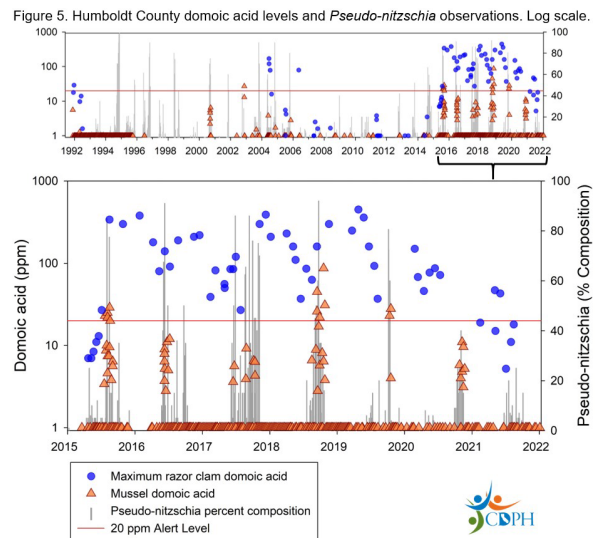 Figure 5. Humboldt County domoic acid levels and Pseudo-nitzschia observations. Log scale.
1000
100
10
1
100
80
60
40
20
0
1992 1994 1996 1998 2000 2002 2004 2006 2008 2010 2012 2014 2016 2018 2020 2022
Domoic acid (ppm)
1000
100
10
1
100
80
60
40
20
0
Pseudo-nitzschia (% Composition)
2015 2016 2017 2018 2019 2020 2021 2022
Maximum razor clam domoic acid
Mussel domoic acid
Pseudo-nitzschia percent composition
20 ppm Alert Level
CDPH